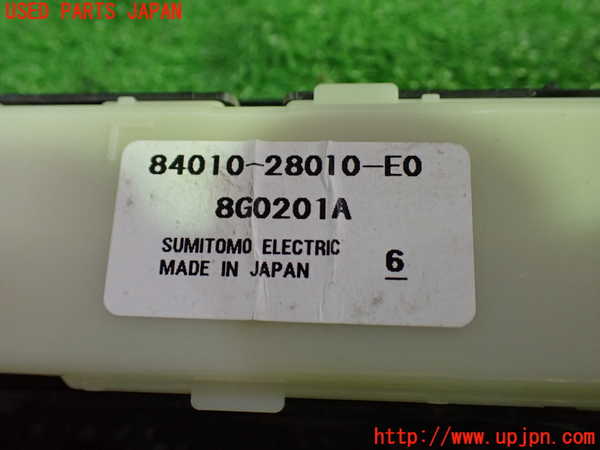 USED PARTS JAPAN
84010-28010-E0
8G0201A
SUMITOMO ELECTRIC
MADE IN JAPAN 6
http://www.upjpn.com